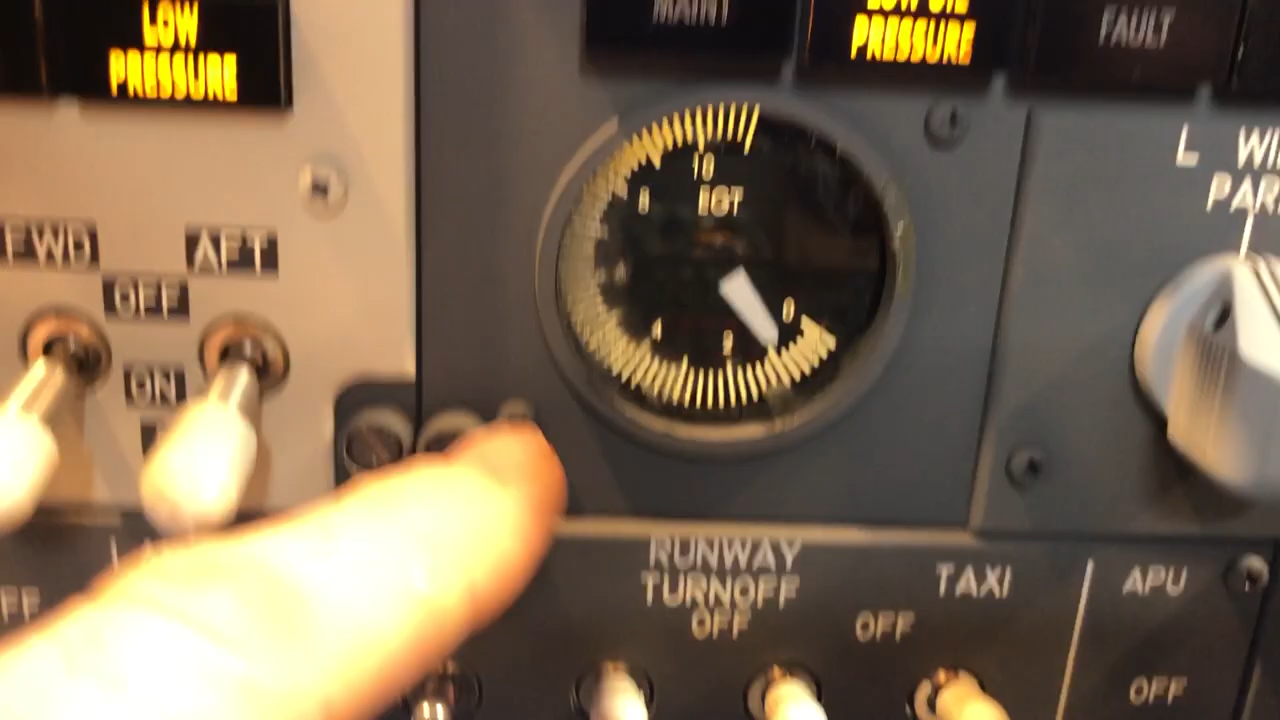 LOW
PRESSURE
MAINT
LOW OIL
PRESSURE
FAULT
L WI
PAR
10
8
EGT
FWD
AFT
OFF
ON
4
2
0
RUNWAY
TURNOFF
OFF
TAXI
OFF
APU
OFF